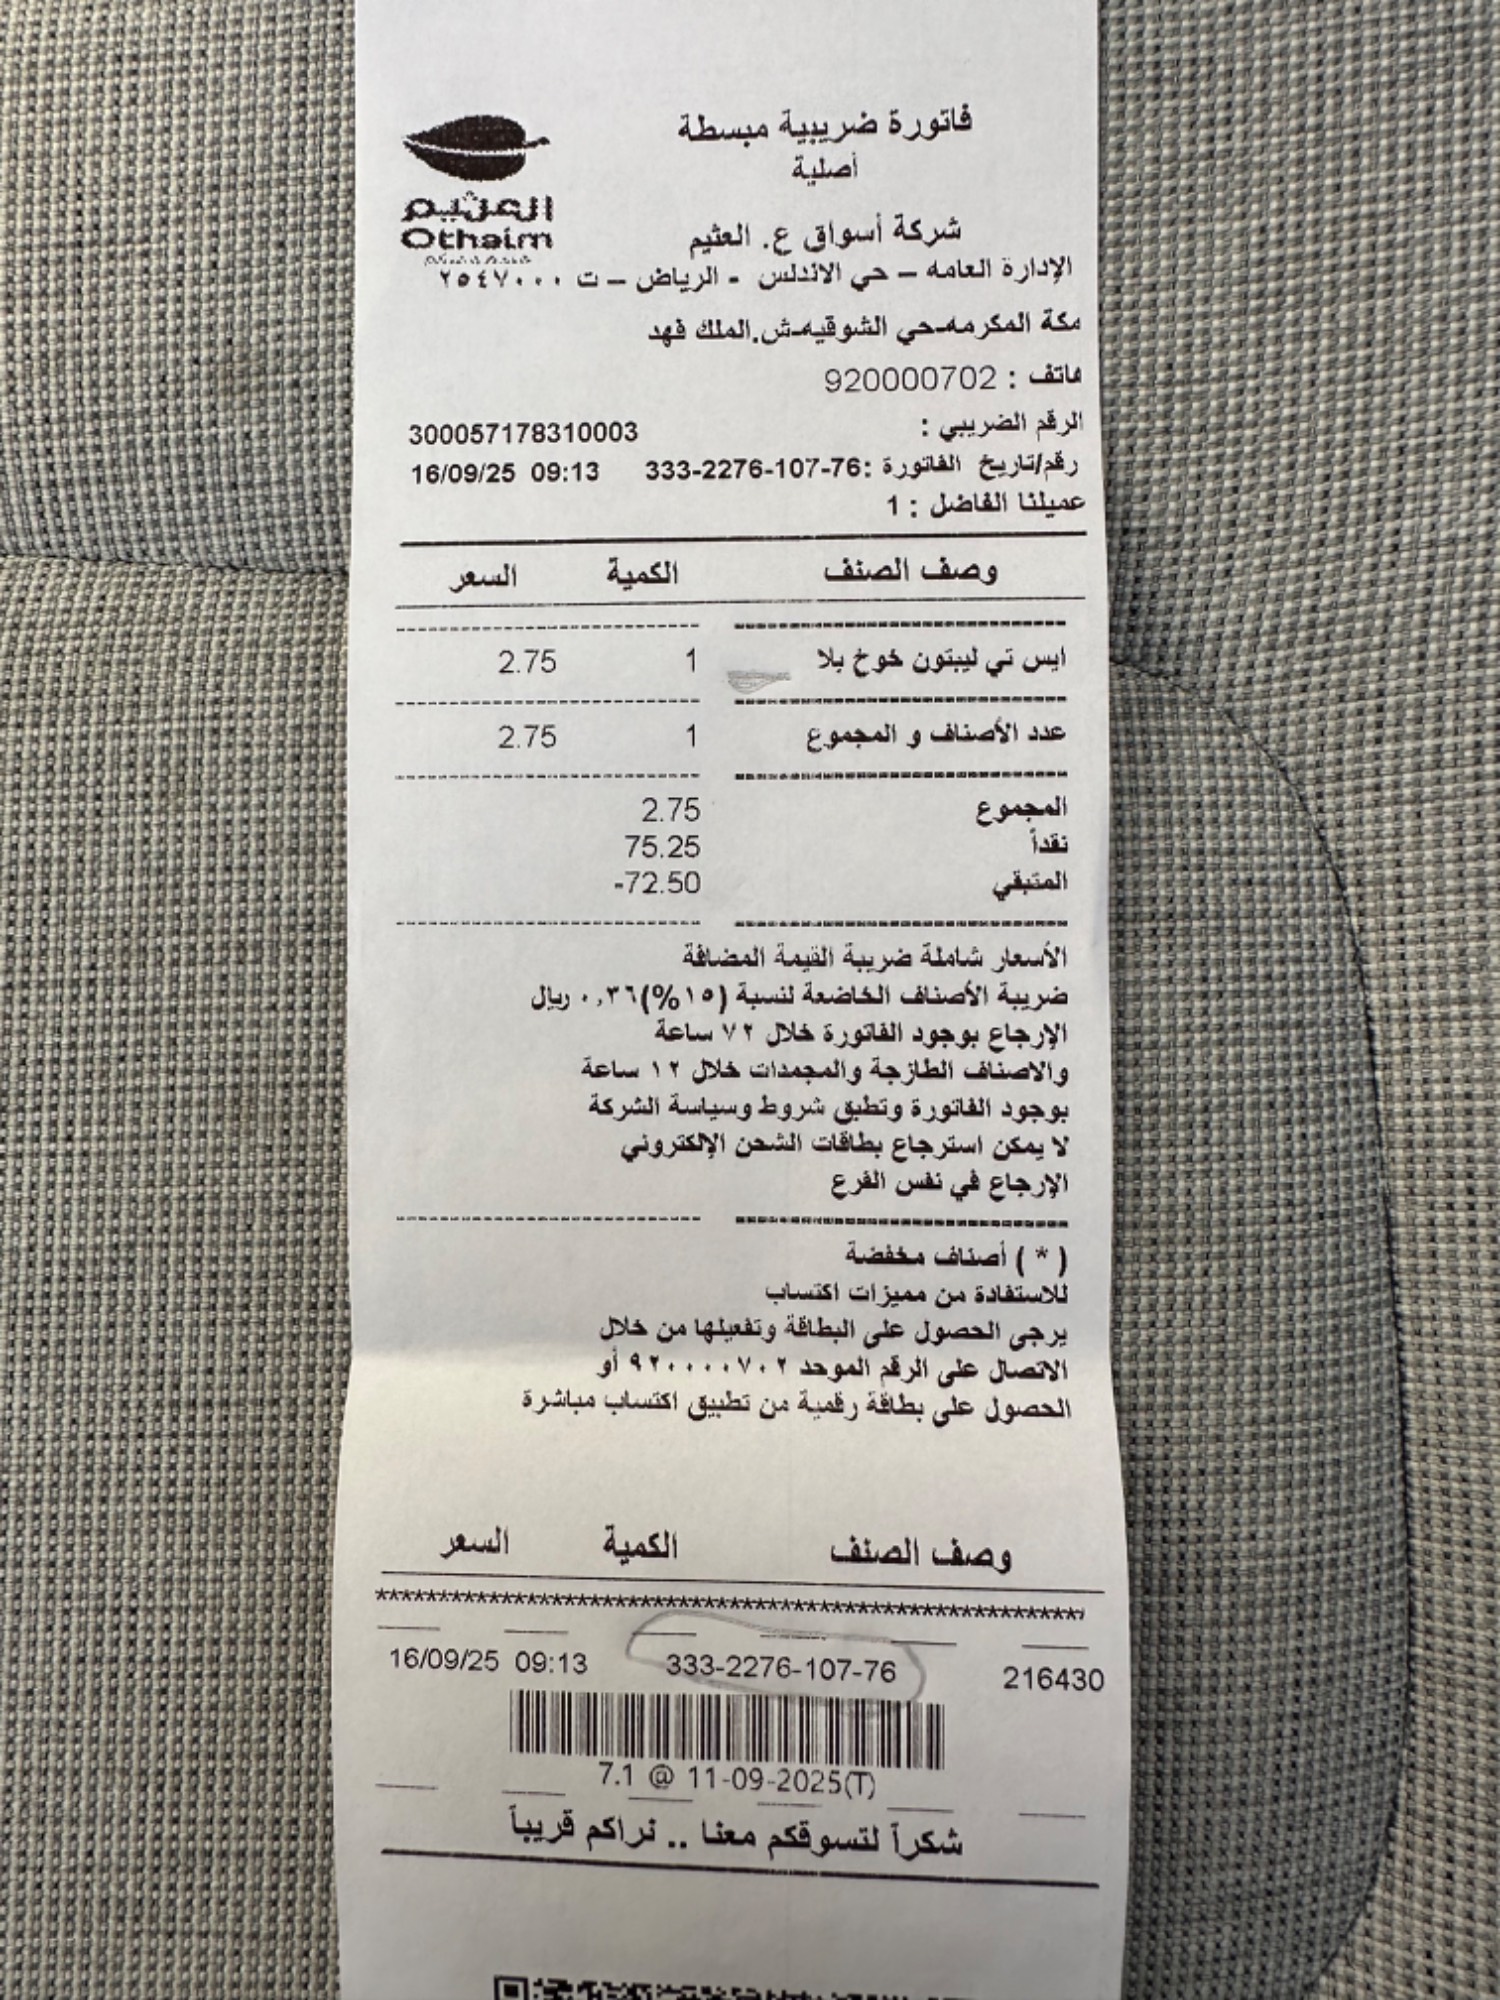 فاتورة ضريبية مبسطة
أصلية
العثيم
Othaim
شركة أسواق ع. العثيم
الإدارة العامه – حي الاندلس - الرياض – ت ٢٥٤٧٠٠٠
مكة المكرمه-حي الشوقيه-ش.الملك فهد
هاتف : 920000702
الرقم الضريبي : 300057178310003
رقم/تاريخ الفاتورة :333-2276-107-76 16/09/25 09:13
عميلنا الفاضل : 1
وصف الصنف الكمية السعر
ايس تي ليبتون خوخ بلا 1 2.75
عدد الأصناف و المجموع 1 2.75
المجموع 2.75
نقداً 75.25
المتبقي -72.50
الأسعار شاملة ضريبة القيمة المضافة
ضريبة الأصناف الخاضعة لنسبة (١٥%)٠,٣٦ ريال
الإرجاع بوجود الفاتورة خلال ٧٢ ساعة
والاصناف الطازجة والمجمدات خلال ١٢ ساعة
بوجود الفاتورة وتطبق شروط وسياسة الشركة
لا يمكن استرجاع بطاقات الشحن الإلكتروني
الإرجاع في نفس الفرع
( * ) أصناف مخفضة
للاستفادة من مميزات اكتساب
يرجى الحصول على البطاقة وتفعيلها من خلال
الاتصال على الرقم الموحد ٩٢٠٠٠٠٧٠٢ أو
الحصول على بطاقة رقمية من تطبيق اكتساب مباشرة
وصف الصنف الكمية السعر
216430 333-2276-107-76 16/09/25 09:13
7.1 @ 11-09-2025(T)
شكراً لتسوقكم معنا .. نراكم قريباً